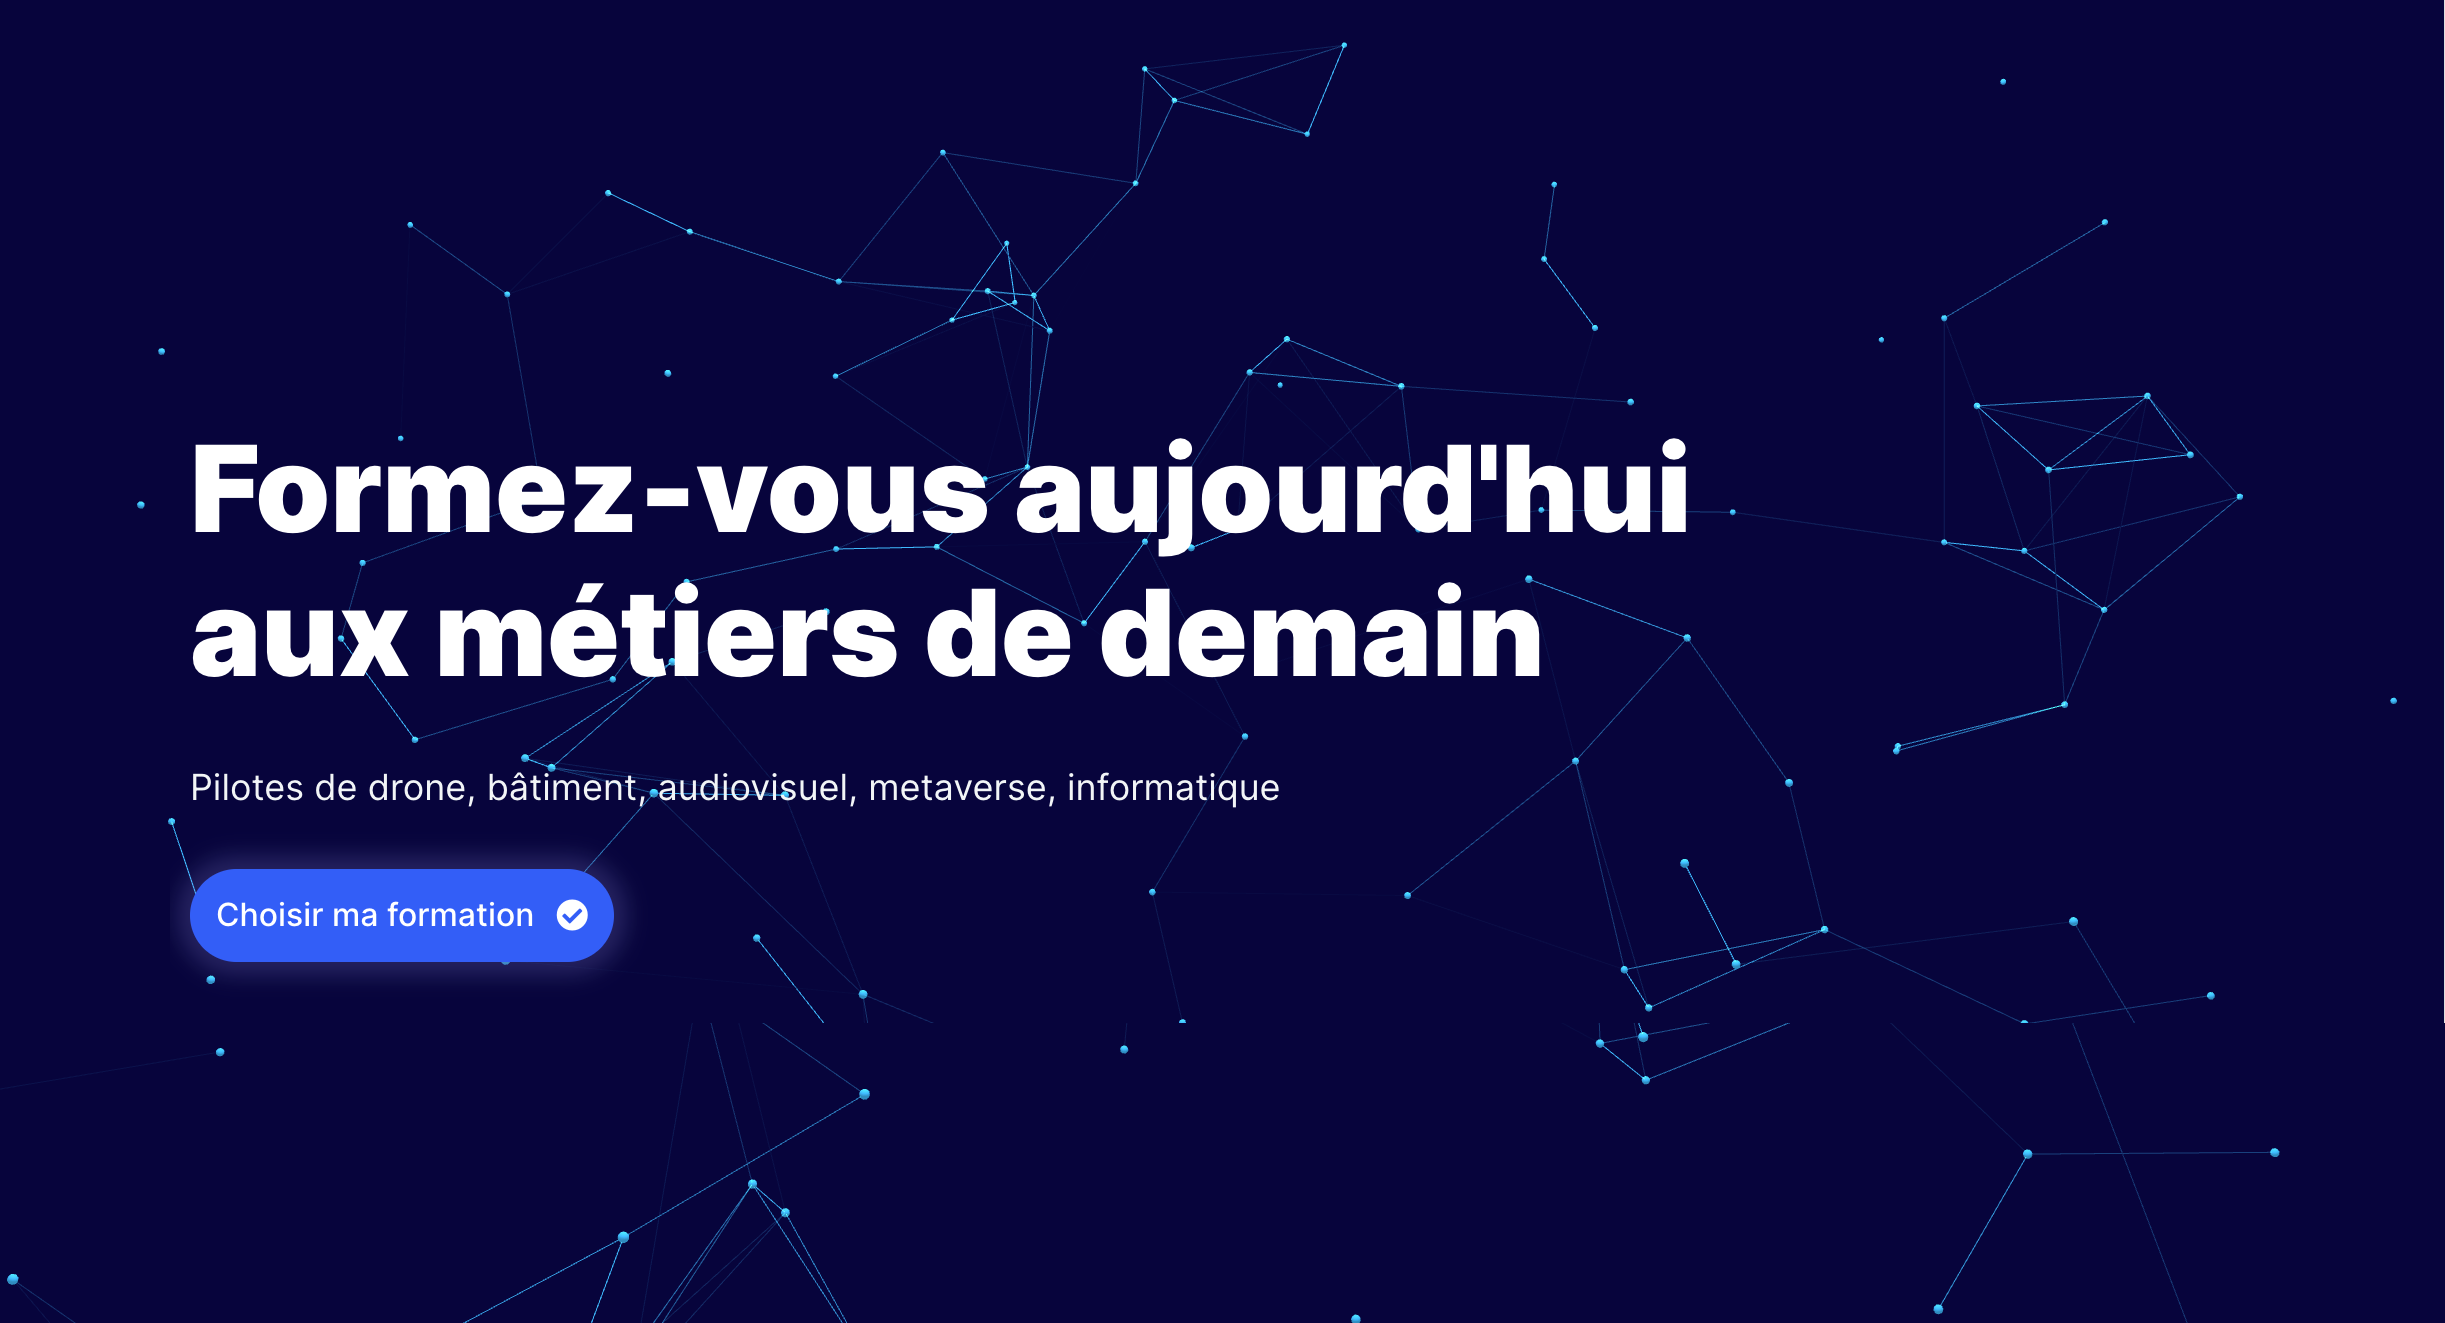 Formez-vous aujourd'hui
aux métiers de demain
Pilotes de drone, bâtiment, audiovisuel, metaverse, informatique
Choisir ma formation